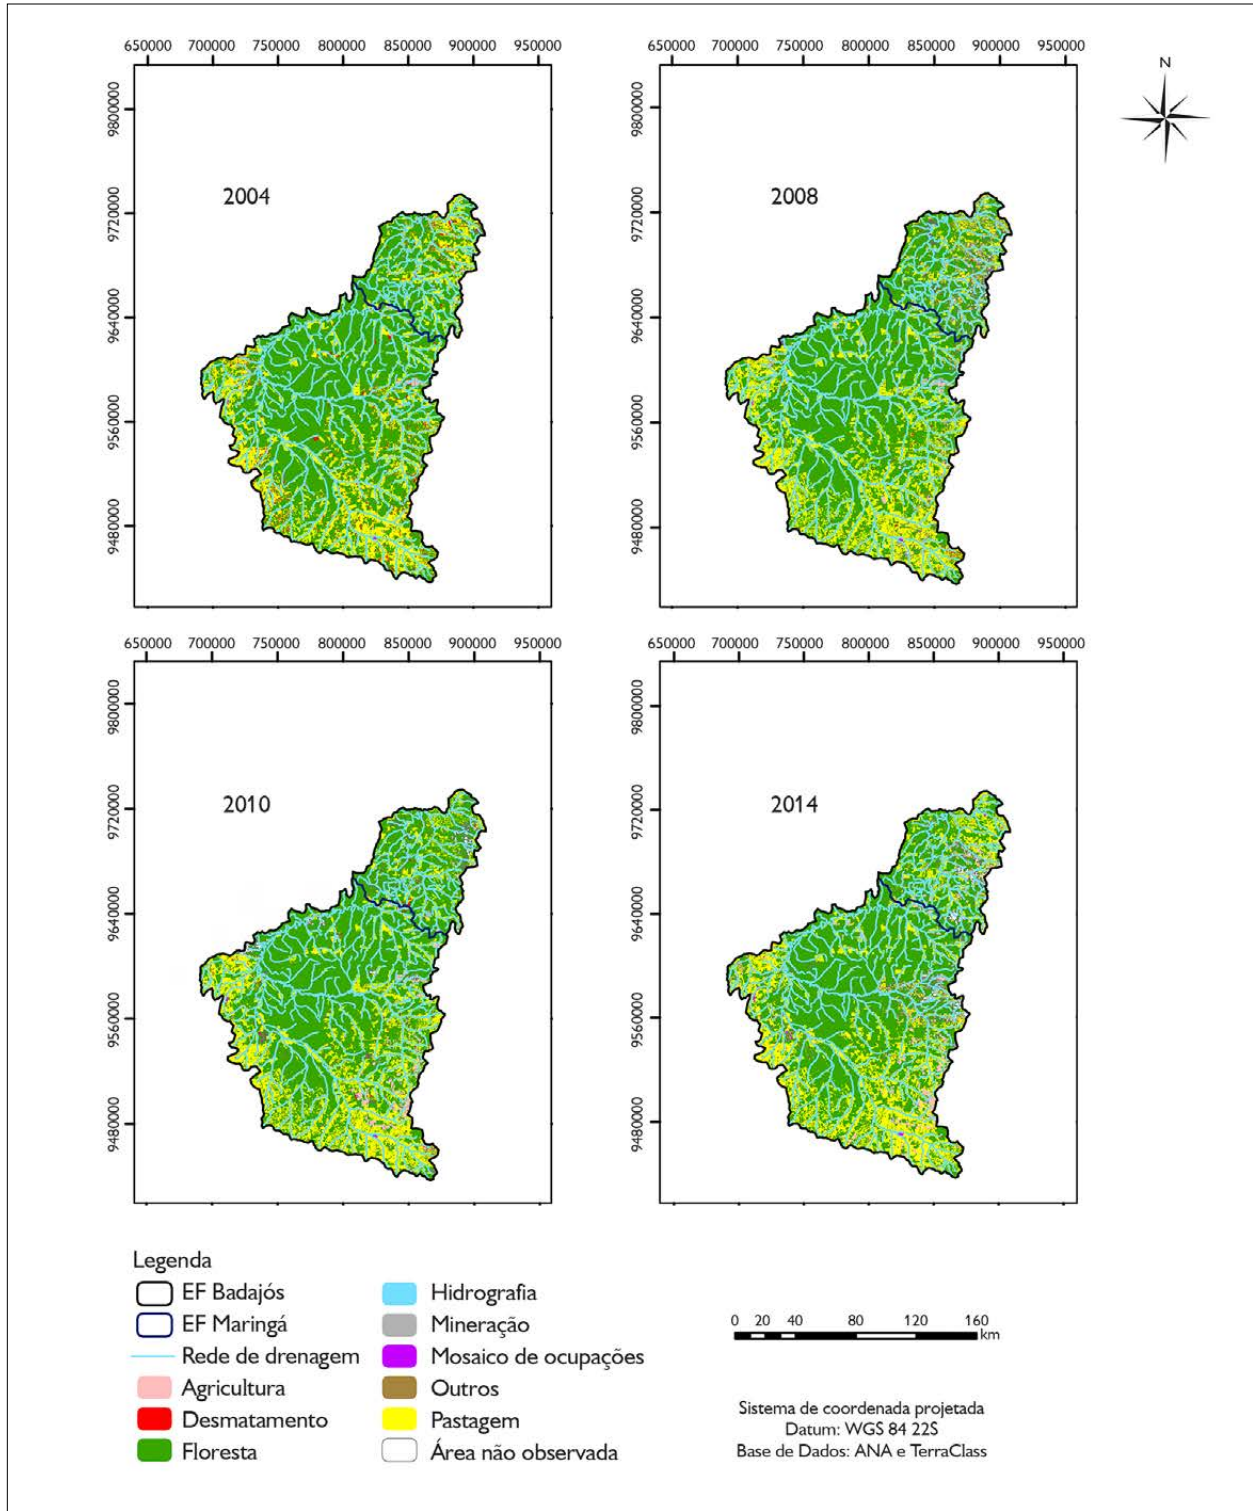 650000 700000 750000 800000 850000 900000 950000
650000 700000 750000 800000 850000 900000 950000
N
9800000
9720000
9640000
9560000
9480000
2004
9800000
9720000
9640000
9560000
9480000
2008
650000 700000 750000 800000 850000 900000 950000
650000 700000 750000 800000 850000 900000 950000
9800000
9720000
9640000
9560000
9480000
2010
9800000
9720000
9640000
9560000
9480000
2014
Legenda
EF Badajós
EF Maringá
Rede de drenagem
Agricultura
Desmatamento
Floresta
Hidrografia
Mineração
Mosaico de ocupações
Outros
Pastagem
Área não observada
0 20 40 80 120 160
km
Sistema de coordenada projetada
Datum: WGS 84 22S
Base de Dados: ANA e TerraClass